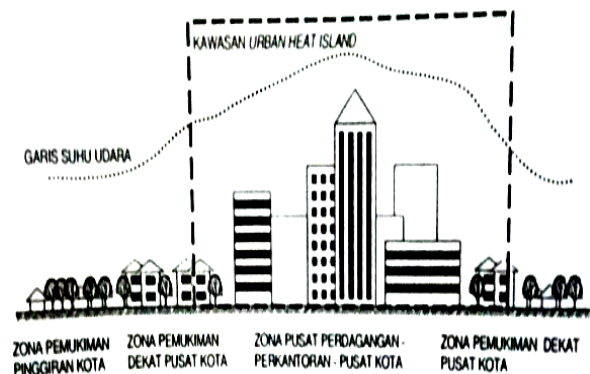 KAWASAN URBAN HEAT ISLAND
GARIS SUHU UDARA
ZONA PEMUKIMAN
PINGGIRAN KOTA
ZONA PEMUKIMAN
DEKAT PUSAT KOTA
ZONA PUSAT PERDAGANGAN -
PERKANTORAN - PUSAT KOTA
ZONA PEMUKIMAN DEKAT
PUSAT KOTA